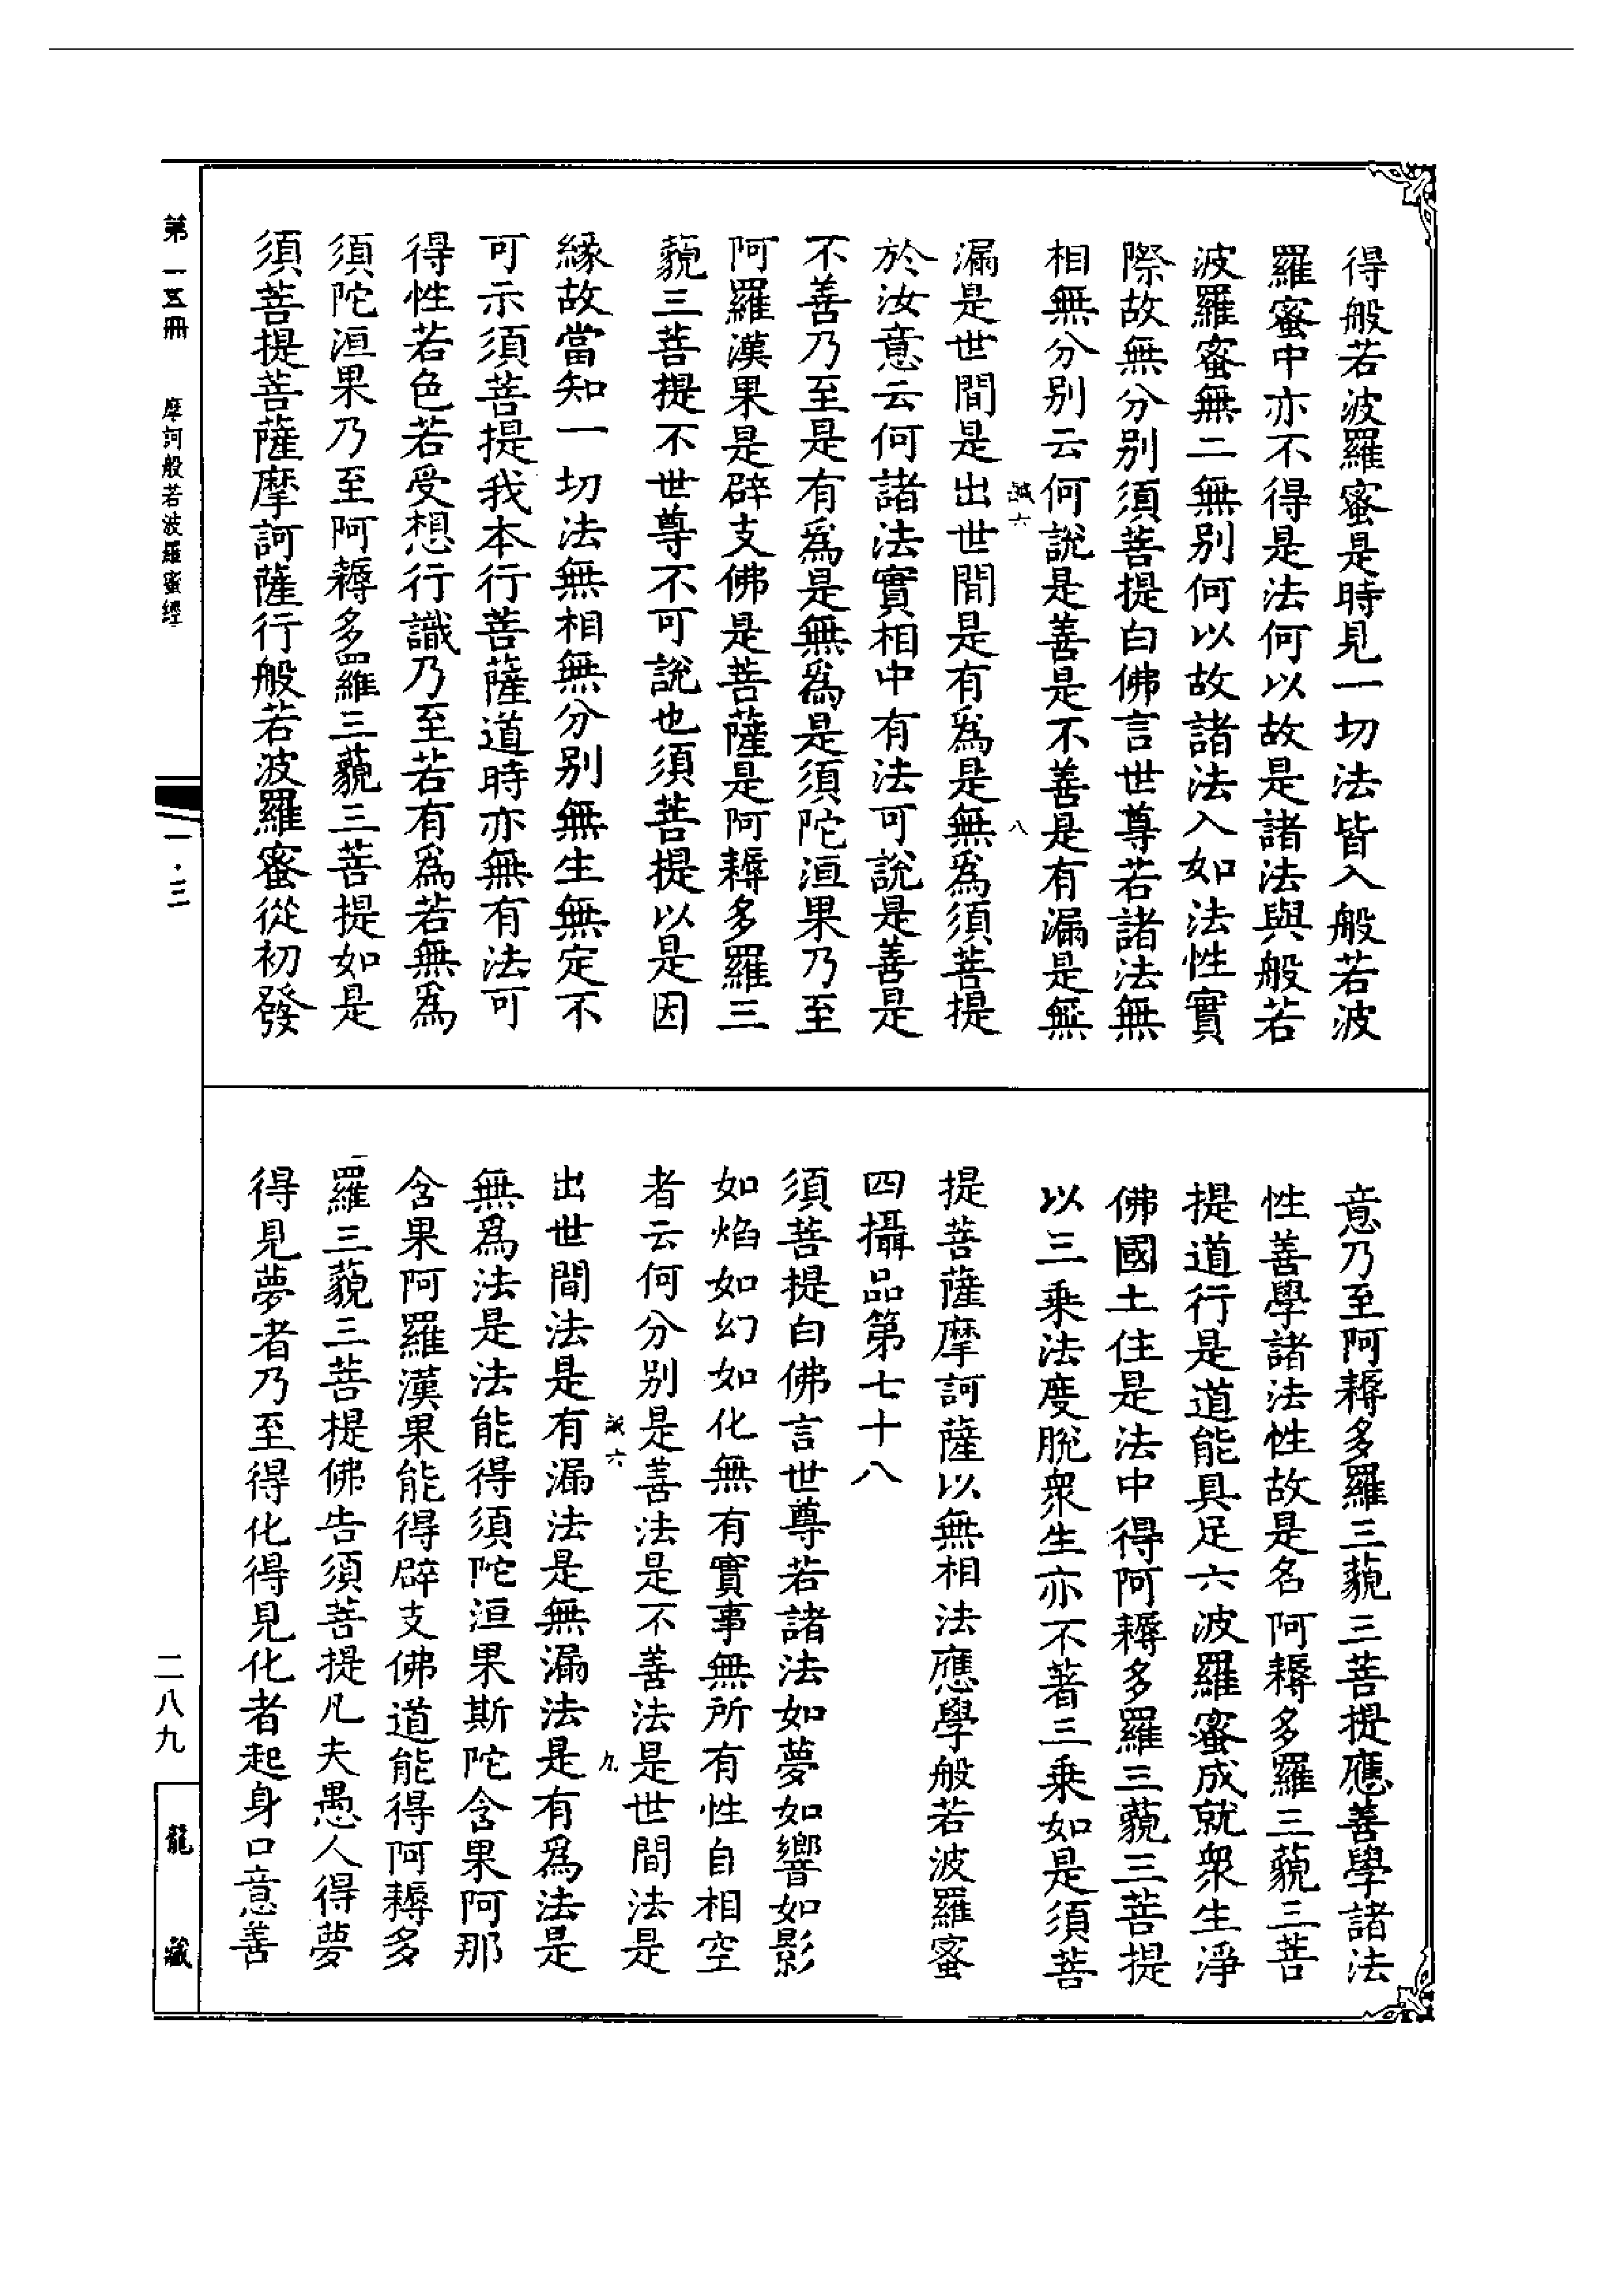 得般若波羅蜜是時見一切法皆入般若波
羅蜜中亦不得是法何以故是諸法與般若
波羅蜜無二無別何以故諸法入如法性實
際故無分別須菩提白佛言世尊若諸法無
相無分別云何說是善是不善是有漏是無
誠六
八
漏是世間是出世間是有為是無為須菩提
於汝意云何諸法實相中有法可說是善是
不善乃至是有為是無為是須陀洹果乃至
阿羅漢果是辟支佛是菩薩是阿耨多羅三
藐三菩提不世尊不可說也須菩提以是因
緣故當知一切法無相無分別無生無定不
可示須菩提我本行菩薩道時亦無有法可
得性若色若受想行識乃至若有為若無為
須陀洹果乃至阿耨多羅三藐三菩提如是
須菩提菩薩摩訶薩行般若波羅蜜從初發
意乃至阿耨多羅三藐三菩提應善學諸法
性善學諸法性故是名阿耨多羅三藐三菩
提道行是道能具足六波羅蜜成就衆生淨
佛國土住是法中得阿耨多羅三藐三菩提
以三乗法度脫衆生亦不著三乗如是須菩
提菩薩摩訶薩以無相法應學般若波羅蜜
四攝品第七十八
須菩提白佛言世尊若諸法如夢如響如影
如焰如幻如化無有實事無所有性自相空
者云何分別是善法是不善法是世間法是
誠六
九
出世間法是有漏法是無漏法是有為法是
無為法是法能得須陀洹果斯陀含果阿那
含果阿羅漢果能得辟支佛道能得阿耨多
羅三藐三菩提佛告須菩提凡夫愚人得夢
得見夢者乃至得化得見化者起身口意善
第一五冊
摩訶般若波羅蜜經
一·三
二八九
龍藏